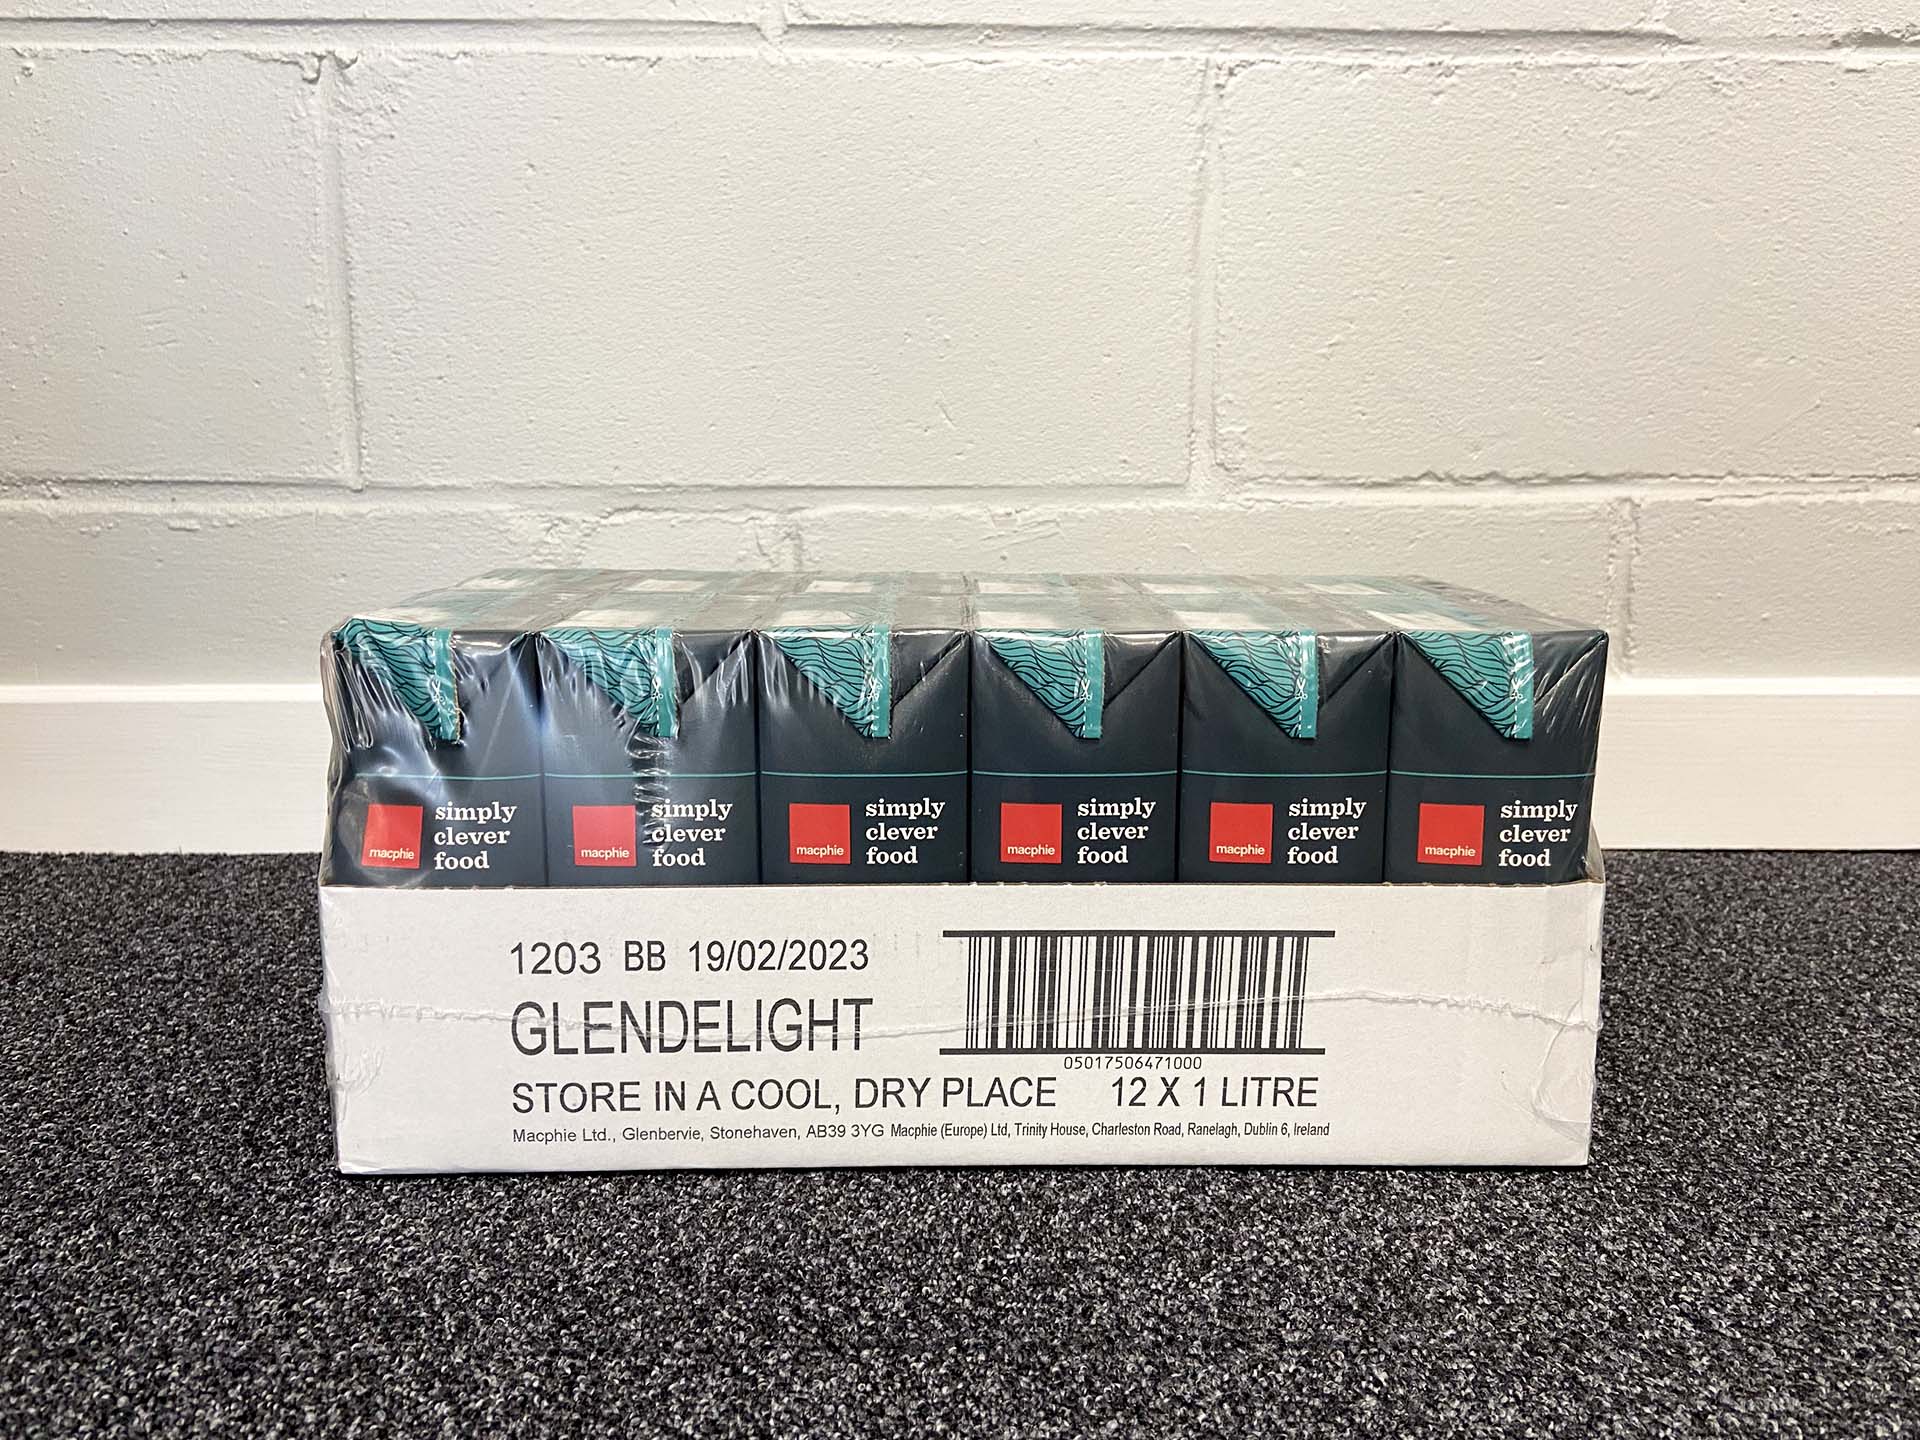 macphie
simply
clever
food
macphie
simply
clever
food
macphie
simply
clever
food
macphie
simply
clever
food
macphie
simply
clever
food
macphie
simply
clever
food
1203 BB 19/02/2023
GLENDELIGHT
05017506471000
STORE IN A COOL, DRY PLACE 12 X 1 LITRE
Macphie Ltd., Glenbervie, Stonehaven, AB39 3YG Macphie (Europe) Ltd, Trinity House, Charleston Road, Ranelagh, Dublin 6, Ireland